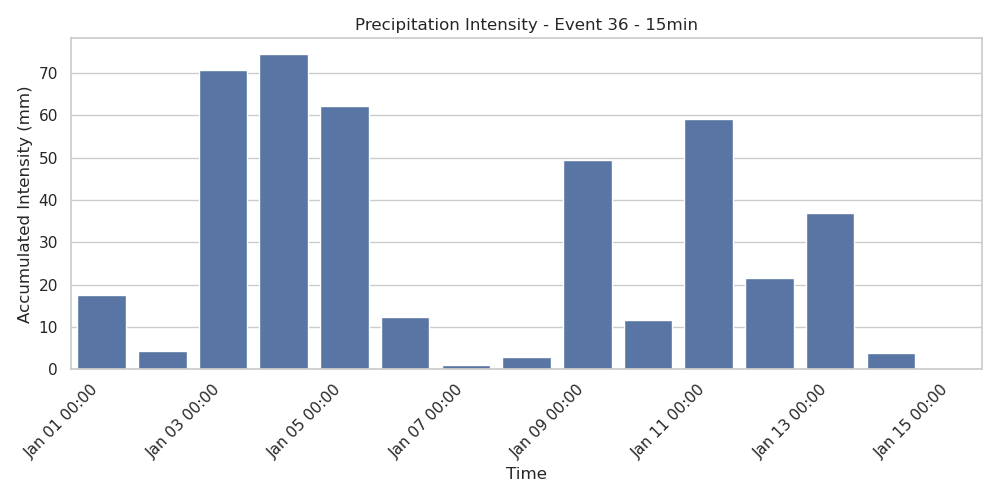 Precipitation Intensity - Event 36 - 15min
Accumulated Intensity (mm)
70
60
50
40
30
20
10
0
Jan 01 00:00
Jan 03 00:00
Jan 05 00:00
Jan 07 00:00
Jan 09 00:00
Jan 11 00:00
Jan 13 00:00
Jan 15 00:00
Time